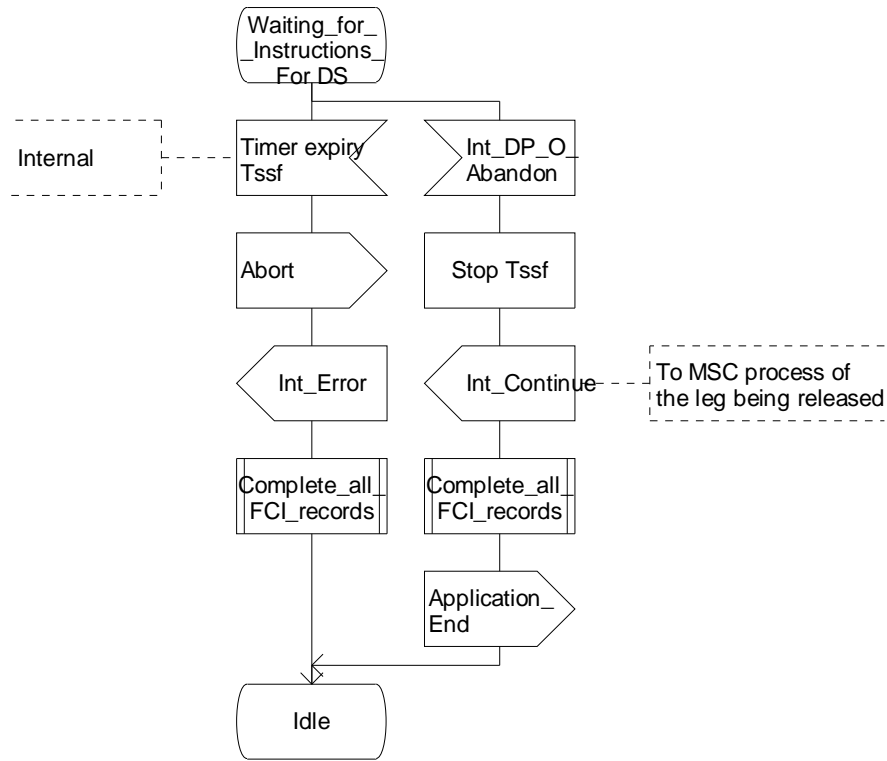 Waiting_for_
_Instructions_
For DS
Internal
Timer expiry
Tssf
Int_DP_O_
Abandon
Abort
Stop Tssf
Int_Error
Int_Continue
To MSC process of
the leg being released
Complete_all_
FCI_records
Complete_all_
FCI_records
Application_
End
Idle